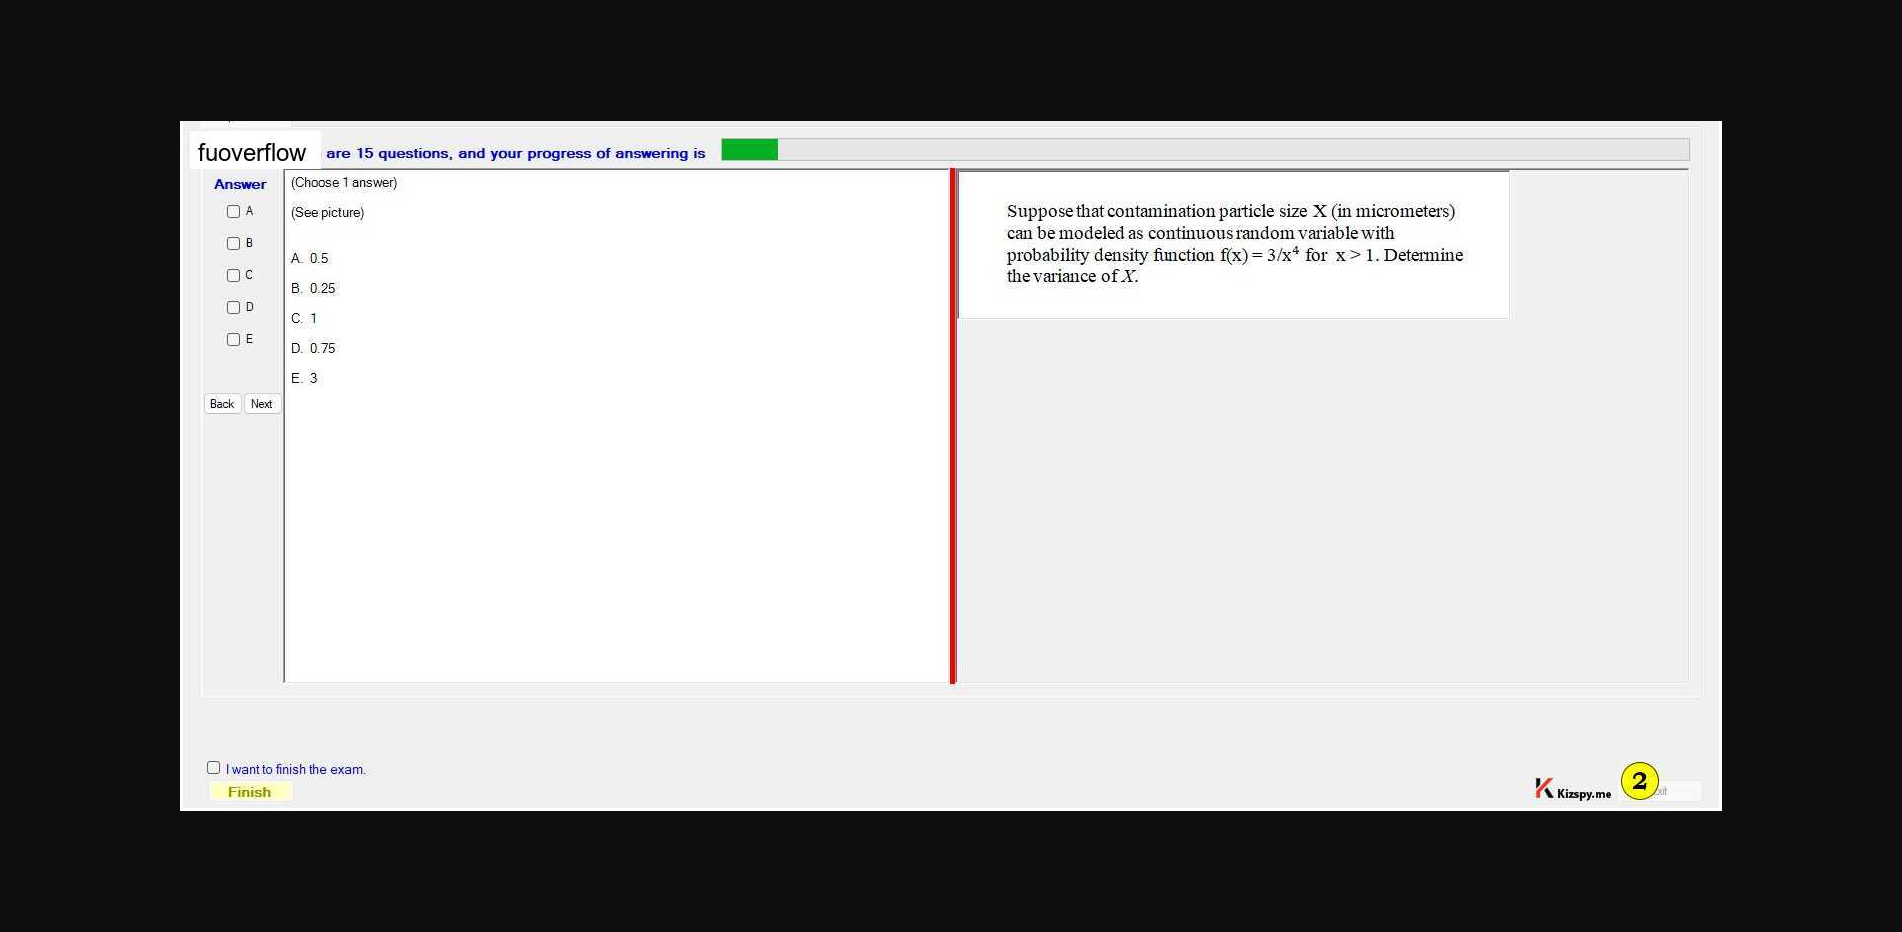 fuoverflow are 15 questions, and your progress of answering is
Answer
A
B
C
D
E
Back Next
(Choose 1 answer)
(See picture)
A. 0.5
B. 0.25
C. 1
D. 0.75
E. 3
Suppose that contamination particle size X (in micrometers)
can be modeled as continuous random variable with
probability density function f(x) = 3/x⁴ for x > 1. Determine
the variance of X.
I want to finish the exam.
Finish
Kizspy.me
2